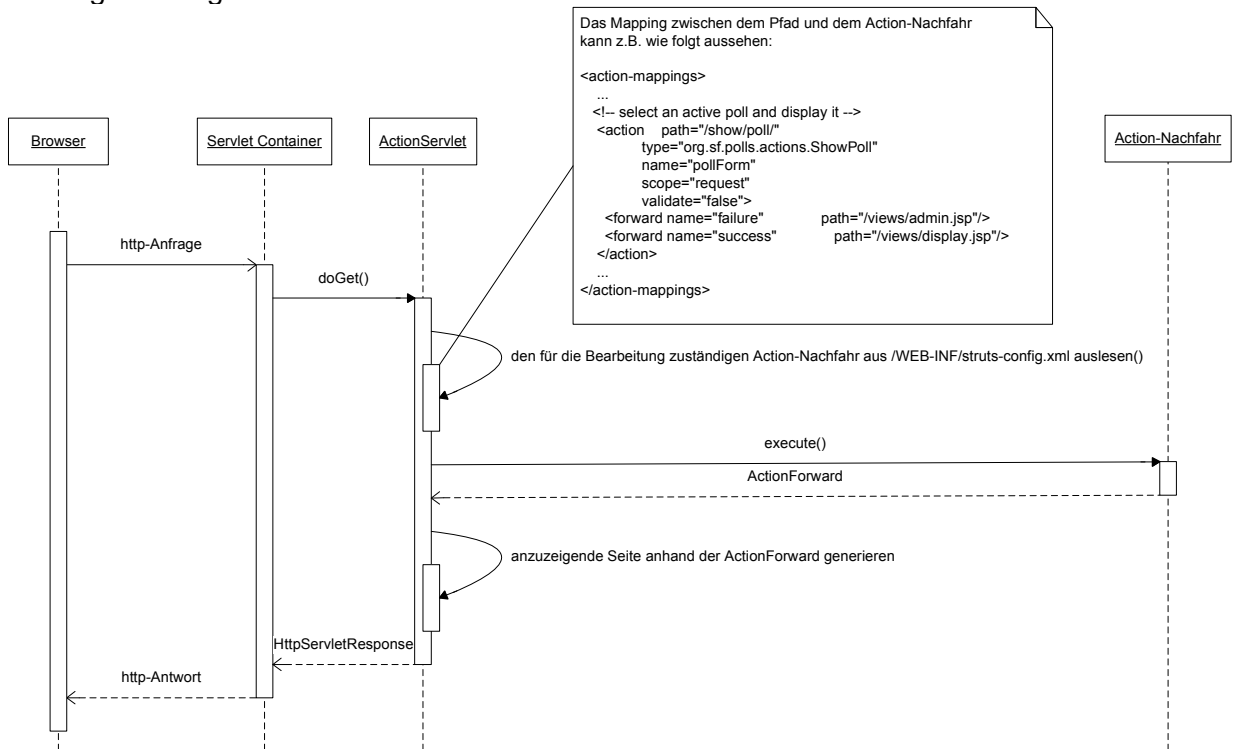 Das Mapping zwischen dem Pfad und dem Action-Nachfahr
kann z.B. wie folgt aussehen:
<action-mappings>
...
<!-- select an active poll and display it -->
<action path="/show/poll/"
type="org.sf.polls.actions.ShowPoll"
name="pollForm"
scope="request"
validate="false">
<forward name="failure" path="/views/admin.jsp"/>
<forward name="success" path="/views/display.jsp"/>
</action>
...
</action-mappings>
Browser
Servlet Container
ActionServlet
Action-Nachfahr
http-Anfrage
doGet()
den für die Bearbeitung zuständigen Action-Nachfahr aus /WEB-INF/struts-config.xml auslesen()
execute()
ActionForward
anzuzeigende Seite anhand der ActionForward generieren
HttpServletResponse
http-Antwort